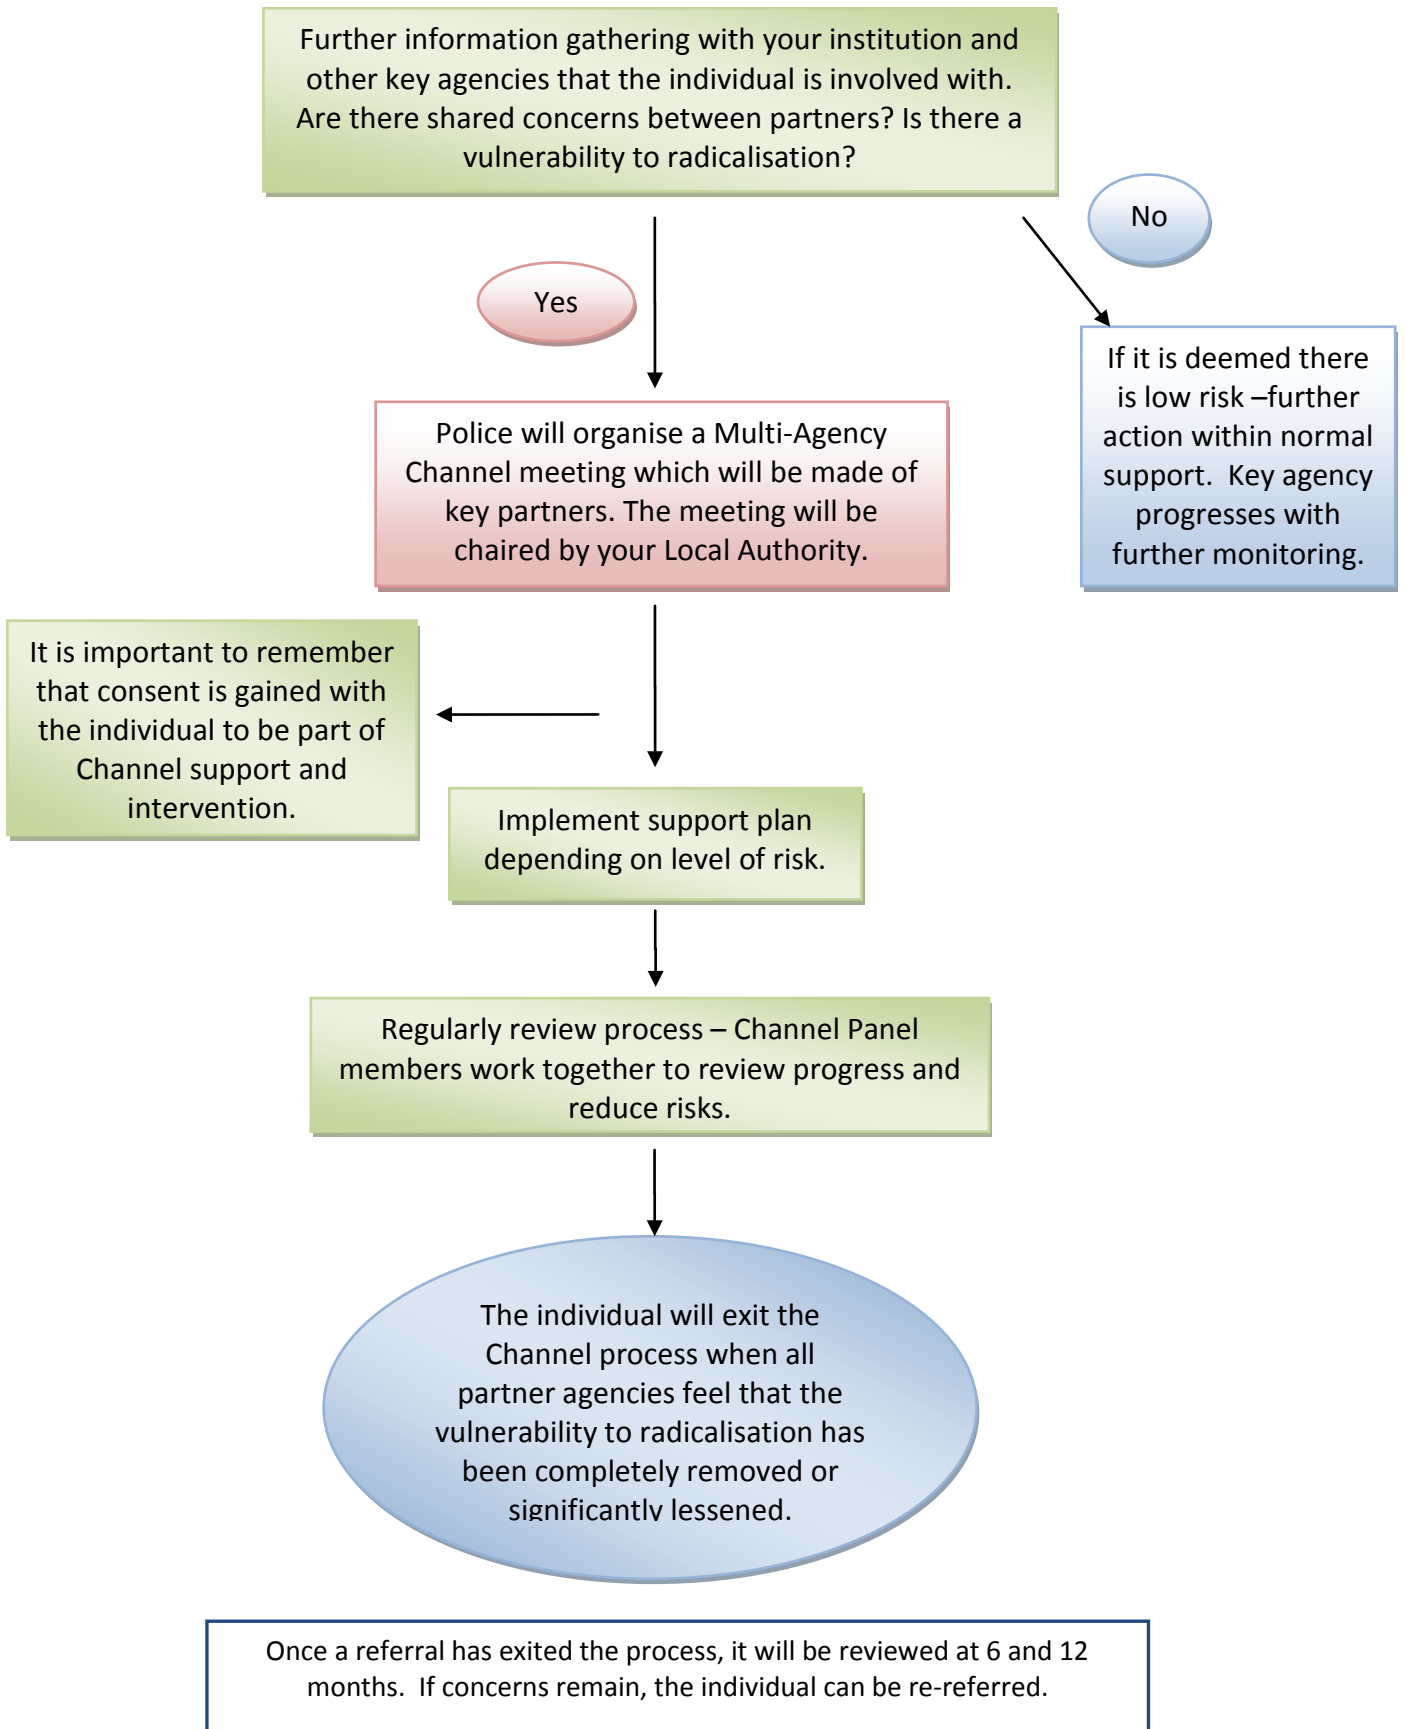 Further information gathering with your institution and
other key agencies that the individual is involved with.
Are there shared concerns between partners? Is there a
vulnerability to radicalisation?
No
Yes
If it is deemed there
is low risk –further
action within normal
support.  Key agency
progresses with
further monitoring.
Police will organise a Multi-Agency
Channel meeting which will be made of
key partners. The meeting will be
chaired by your Local Authority.
It is important to remember
that consent is gained with
the individual to be part of
Channel support and
intervention.
Implement support plan
depending on level of risk.
Regularly review process – Channel Panel
members work together to review progress and
reduce risks.
The individual will exit the
Channel process when all
partner agencies feel that the
vulnerability to radicalisation has
been completely removed or
significantly lessened.
Once a referral has exited the process, it will be reviewed at 6 and 12
months.  If concerns remain, the individual can be re-referred.